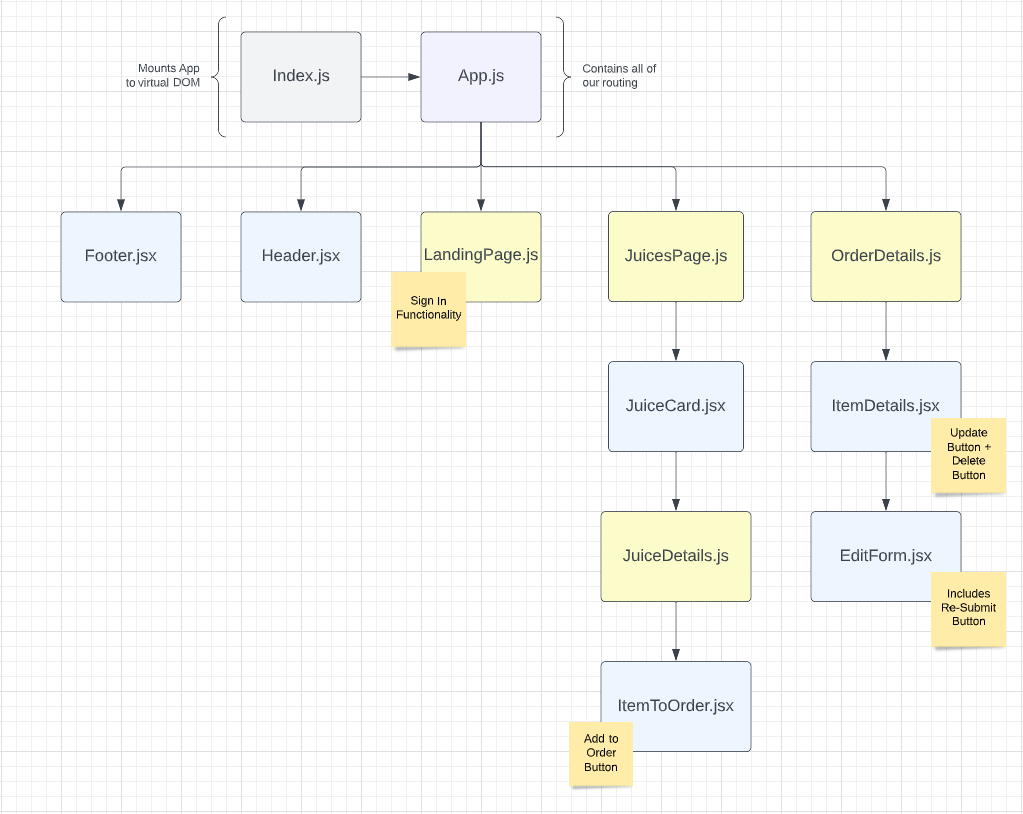 Mounts App
to virtual DOM
Index.js
App.js
Contains all of
our routing
Footer.jsx
Header.jsx
LandingPage.js
JuicesPage.js
OrderDetails.js
Sign In
Functionality
JuiceCard.jsx
ItemDetails.jsx
Update
Button +
Delete
Button
JuiceDetails.js
EditForm.jsx
Includes
Re-Submit
Button
ItemToOrder.jsx
Add to
Order
Button